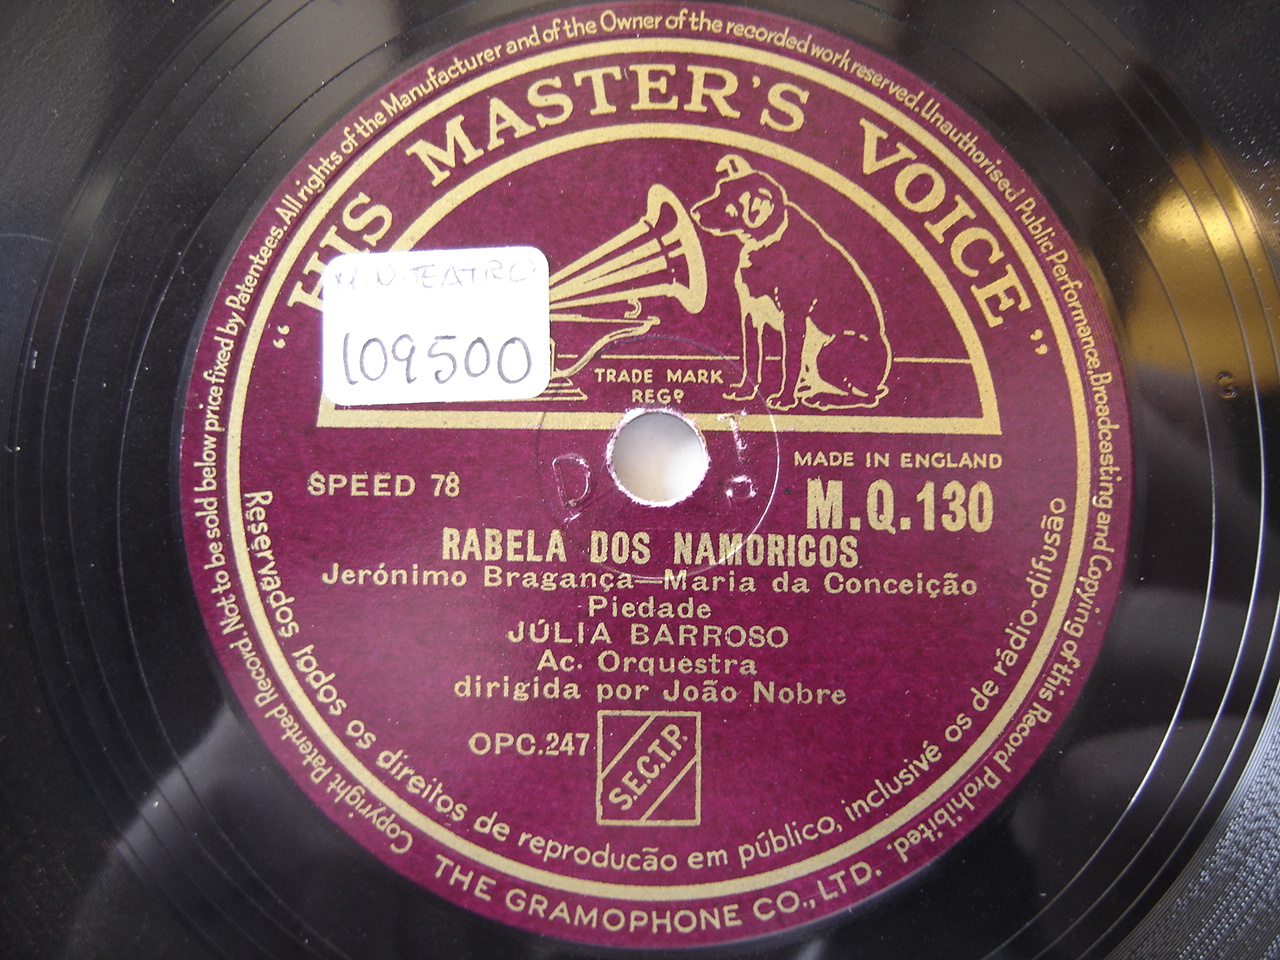 Copyright Patented Record. Not to be sold below price fixed by Patentees. All rights of the Manufacturer and of the Owner of the recorded work reserved. Unauthorised Public Performance, Broadcasting and Copying of this Record Prohibited.
"HIS MASTER'S VOICE"
M.N. TEATRO
109500
TRADE MARK
REGD
D T
MADE IN ENGLAND
SPEED 78
M.Q.130
RABELA DOS NAMORICOS
Jerónimo Bragança—Maria da Conceição
Piedade
JÚLIA BARROSO
Ac. Orquestra
dirigida por João Nobre
OPC.247
S.E.C.T.P.
Reservados todos os direitos de reproducão em público, inclusivê os de rádio-difusão
THE GRAMOPHONE CO., LTD.